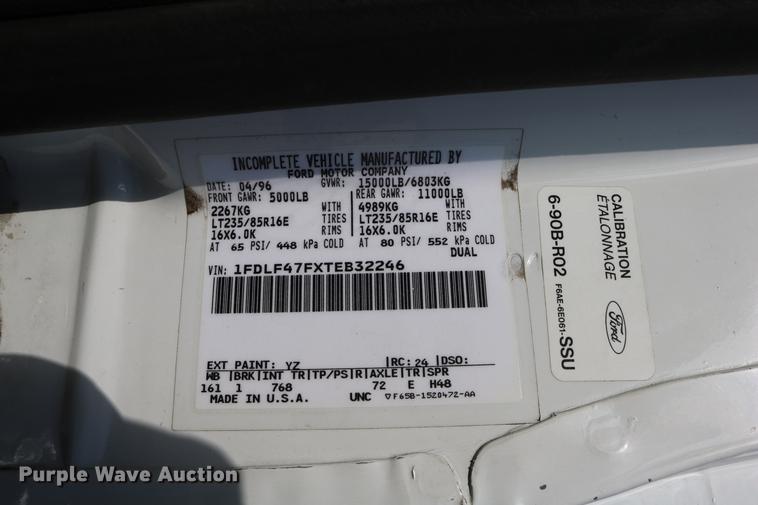 INCOMPLETE VEHICLE MANUFACTURED BY
FORD MOTOR COMPANY
DATE: 04/96 GVWR: 15000LB/6803KG
FRONT GAWR: 5000LB REAR GAWR: 11000LB
2267KG WITH 4989KG WITH
LT235/85R16E TIRES LT235/85R16E TIRES
16X6.0K RIMS 16X6.0K RIMS
AT 65 PSI/ 448 kPa COLD AT 80 PSI/ 552 kPa COLD
DUAL
VIN: 1FDLF47FXTEB32246
EXT PAINT: YZ RC: 24 DSO:
WB BRK INT TR TP/PS R AXLE TR SPR
161 1 768 72 E H48
MADE IN U.S.A. UNC ▽F65B-1520472-AA
CALIBRATION
ÉTALONNAGE
6-90B-R02
F6AE-6E061-SSU
Ford
Purple Wave Auction